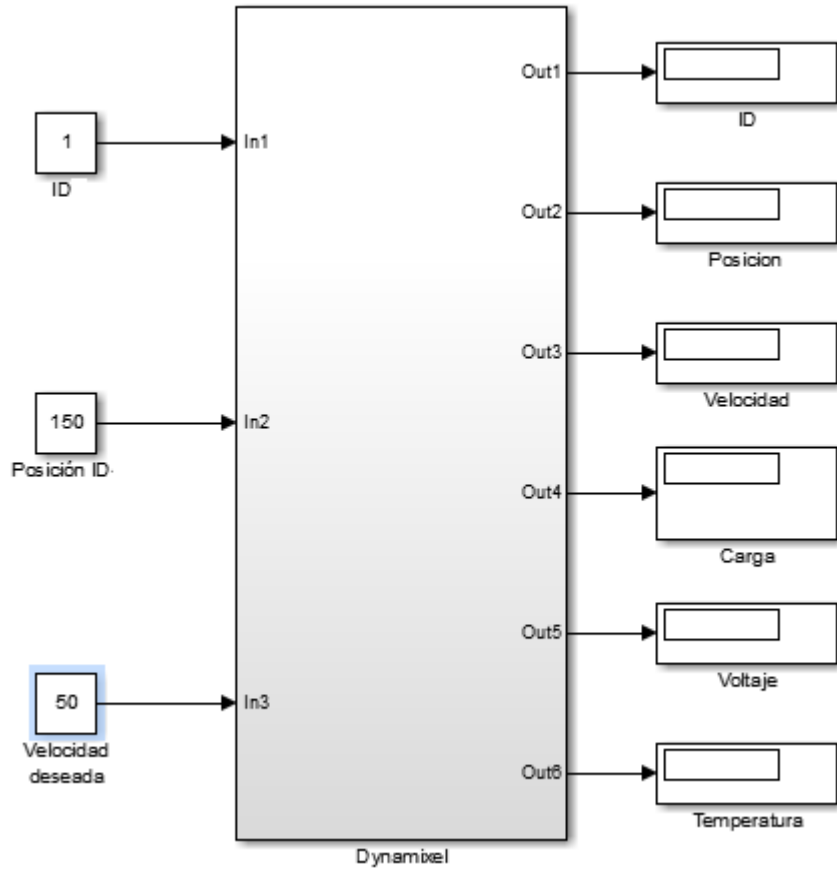 1
ID
150
Posición ID
50
Velocidad
deseada
In1
In2
In3
Out1
Out2
Out3
Out4
Out5
Out6
Dynamixel
ID
Posicion
Velocidad
Carga
Voltaje
Temperatura